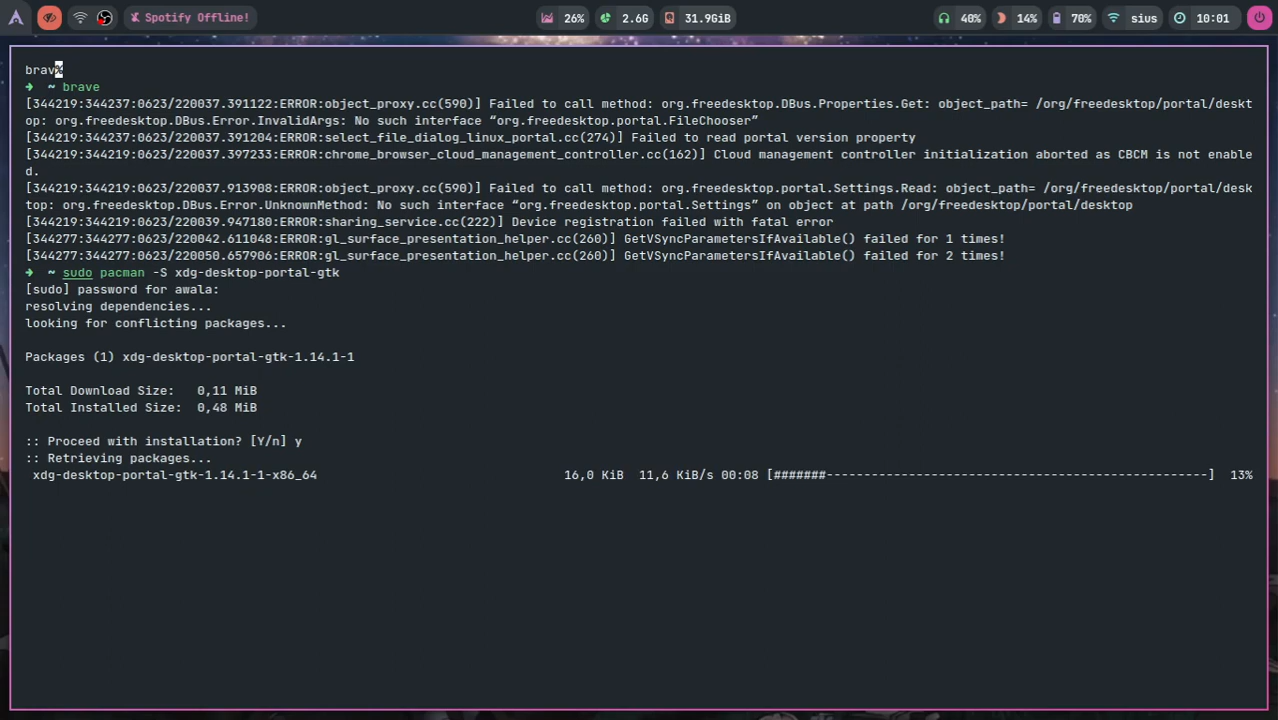 Spotify Offline!
26%
2.6G
31.9GiB
40%
14%
70%
sius
10:01
brav%
➜ ~ brave
[344219:344237:0623/220037.391122:ERROR:object_proxy.cc(590)] Failed to call method: org.freedesktop.DBus.Properties.Get: object_path= /org/freedesktop/portal/deskt
op: org.freedesktop.DBus.Error.InvalidArgs: No such interface “org.freedesktop.portal.FileChooser”
[344219:344237:0623/220037.391204:ERROR:select_file_dialog_linux_portal.cc(274)] Failed to read portal version property
[344219:344219:0623/220037.397233:ERROR:chrome_browser_cloud_management_controller.cc(162)] Cloud management controller initialization aborted as CBCM is not enable
d.
[344219:344219:0623/220037.913908:ERROR:object_proxy.cc(590)] Failed to call method: org.freedesktop.portal.Settings.Read: object_path= /org/freedesktop/portal/desk
top: org.freedesktop.DBus.Error.UnknownMethod: No such interface “org.freedesktop.portal.Settings” on object at path /org/freedesktop/portal/desktop
[344219:344219:0623/220039.947180:ERROR:sharing_service.cc(222)] Device registration failed with fatal error
[344277:344277:0623/220042.611048:ERROR:gl_surface_presentation_helper.cc(260)] GetVSyncParametersIfAvailable() failed for 1 times!
[344277:344277:0623/220050.657906:ERROR:gl_surface_presentation_helper.cc(260)] GetVSyncParametersIfAvailable() failed for 2 times!
➜ ~ sudo pacman -S xdg-desktop-portal-gtk
[sudo] password for awala:
resolving dependencies...
looking for conflicting packages...
Packages (1) xdg-desktop-portal-gtk-1.14.1-1
Total Download Size: 0,11 MiB
Total Installed Size: 0,48 MiB
:: Proceed with installation? [Y/n] y
:: Retrieving packages...
xdg-desktop-portal-gtk-1.14.1-1-x86_64 16,0 KiB 11,6 KiB/s 00:08 [#######---------------------------------------------------] 13%